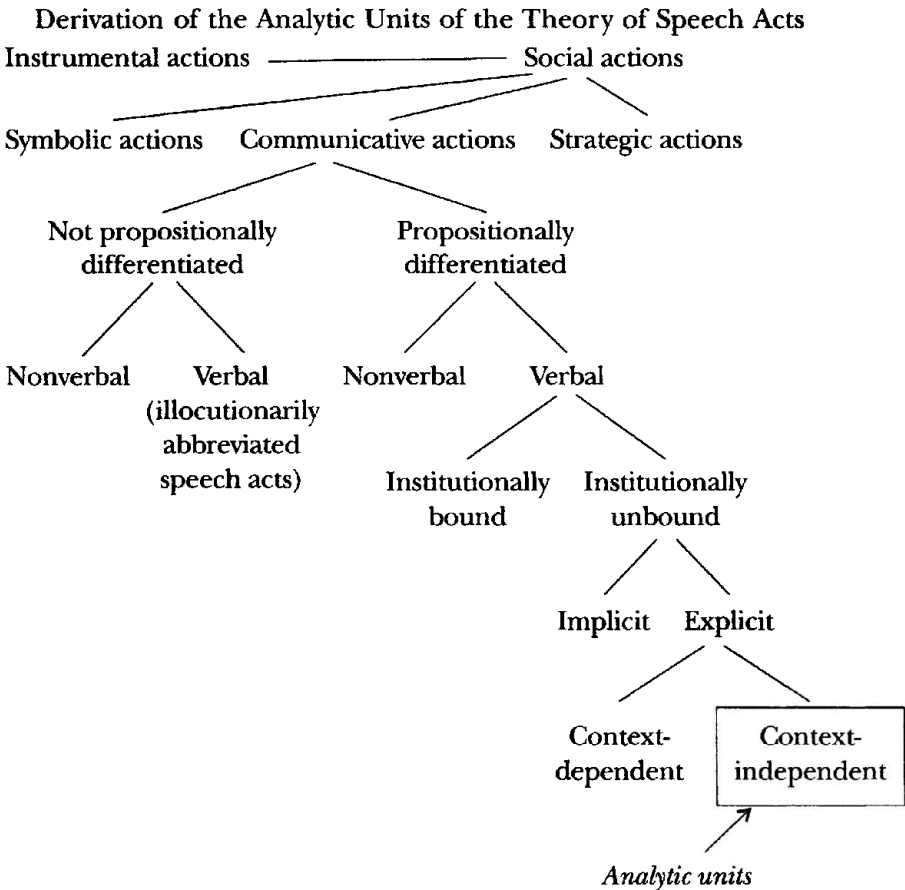 Derivation of the Analytic Units of the Theory of Speech Acts
Instrumental actions Social actions
Symbolic actions Communicative actions Strategic actions
Not propositionally
differentiated
Propositionally
differentiated
Nonverbal
Verbal
(illocutionarily
abbreviated
speech acts)
Nonverbal
Verbal
Institutionally
bound
Institutionally
unbound
Implicit Explicit
Context-
dependent
Context-
independent
Analytic units